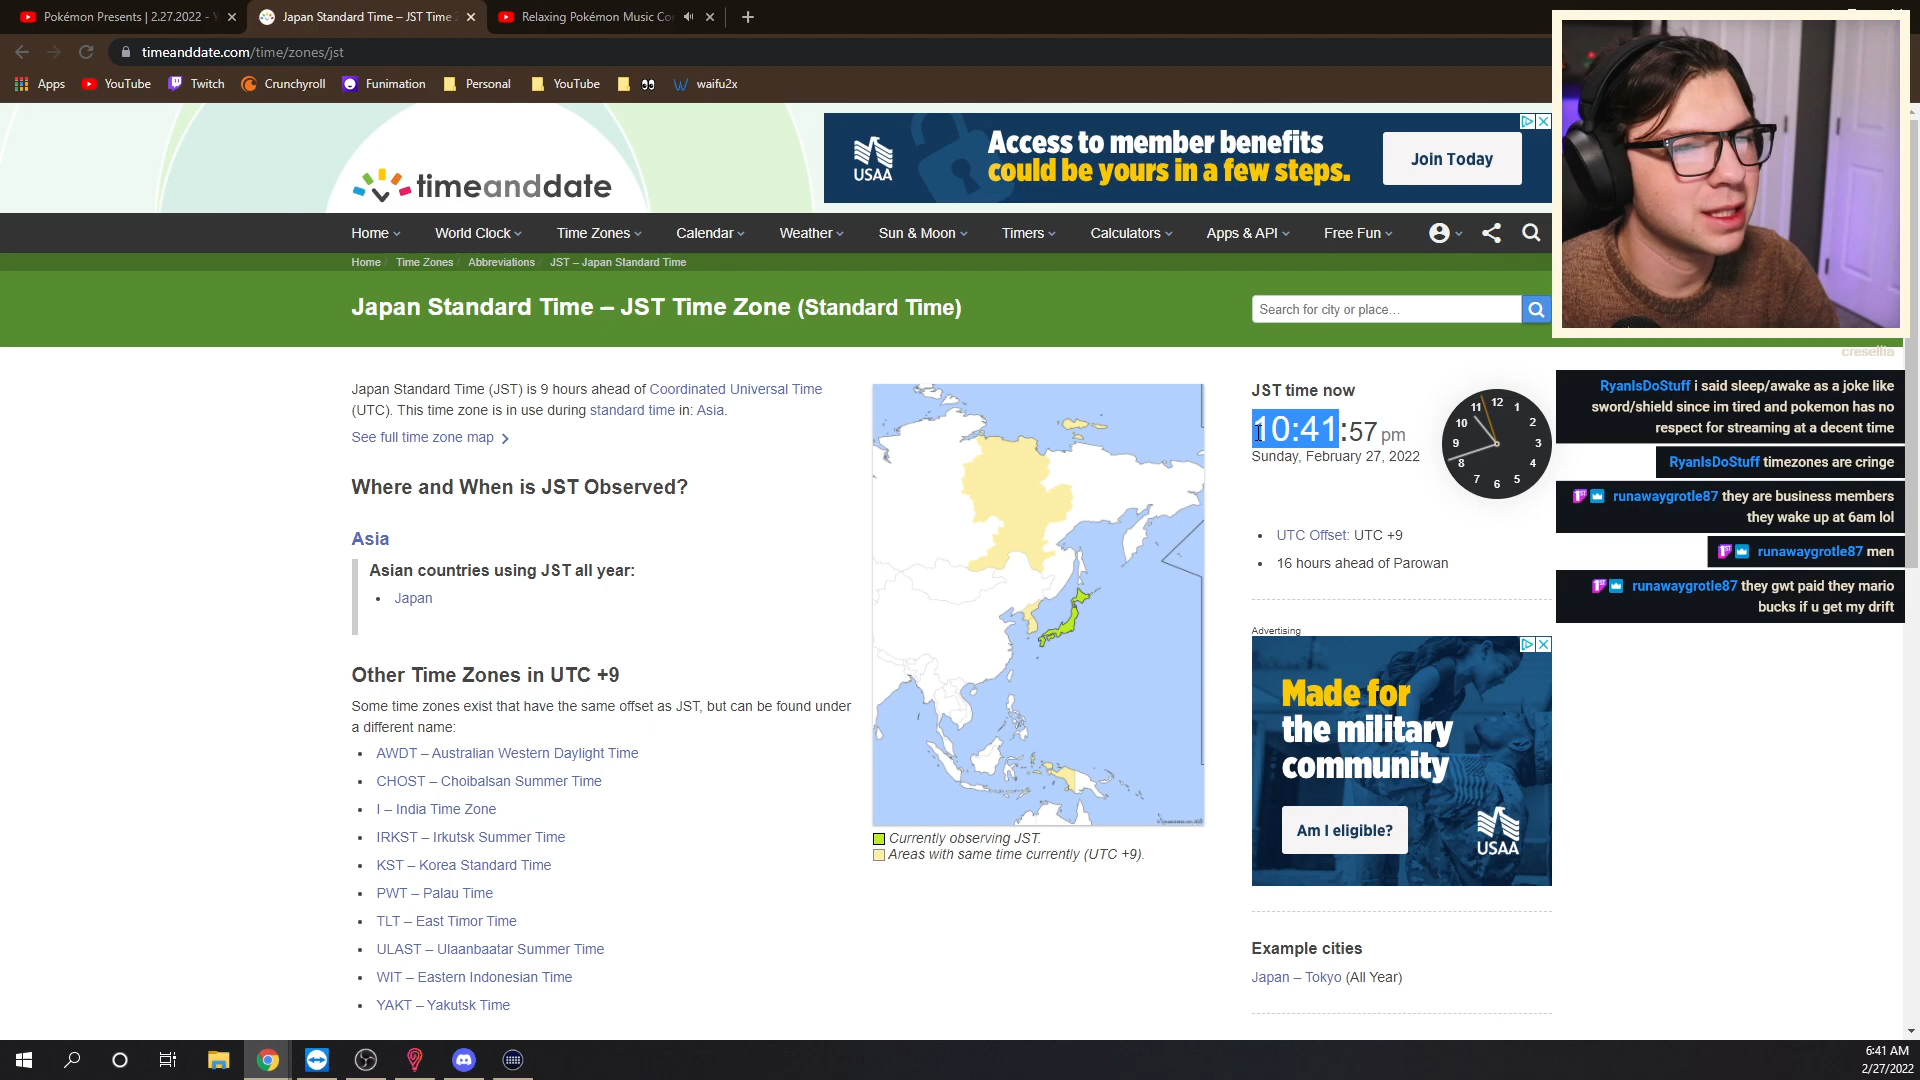 Pokémon Presents | 2.27.2022 -
Japan Standard Time – JST Time
Relaxing Pokémon Music Co
timeanddate.com/time/zones/jst
Apps
YouTube
Twitch
Crunchyroll
Funimation
Personal
YouTube
waifu2x
USAA
Access to member benefits
could be yours in a few steps.
Join Today
timeanddate
Home
World Clock
Time Zones
Calendar
Weather
Sun & Moon
Timers
Calculators
Apps & API
Free Fun
Home
Time Zones
Abbreviations
JST – Japan Standard Time
Japan Standard Time – JST Time Zone (Standard Time)
Search for city or place…
cresellia
Japan Standard Time (JST) is 9 hours ahead of Coordinated Universal Time
(UTC). This time zone is in use during standard time in: Asia.
See full time zone map
Where and When is JST Observed?
Asia
Asian countries using JST all year:
• Japan
Other Time Zones in UTC +9
Some time zones exist that have the same offset as JST, but can be found under
a different name:
• AWDT – Australian Western Daylight Time
• CHOST – Choibalsan Summer Time
• I – India Time Zone
• IRKST – Irkutsk Summer Time
• KST – Korea Standard Time
• PWT – Palau Time
• TLT – East Timor Time
• ULAST – Ulaanbaatar Summer Time
• WIT – Eastern Indonesian Time
• YAKT – Yakutsk Time
Currently observing JST.
Areas with same time currently (UTC +9).
JST time now
10:41:57 pm
Sunday, February 27, 2022
12
1
2
3
4
5
6
7
8
9
10
11
• UTC Offset: UTC +9
• 16 hours ahead of Parowan
Advertising
Made for
the military
community
Am I eligible?
USAA
Example cities
Japan – Tokyo (All Year)
RyanIsDoStuff i said sleep/awake as a joke like
sword/shield since im tired and pokemon has no
respect for streaming at a decent time
RyanIsDoStuff timezones are cringe
runawaygrotle87 they are business members
they wake up at 6am lol
runawaygrotle87 men
runawaygrotle87 they gwt paid they mario
bucks if u get my drift
6:41 AM
2/27/2022